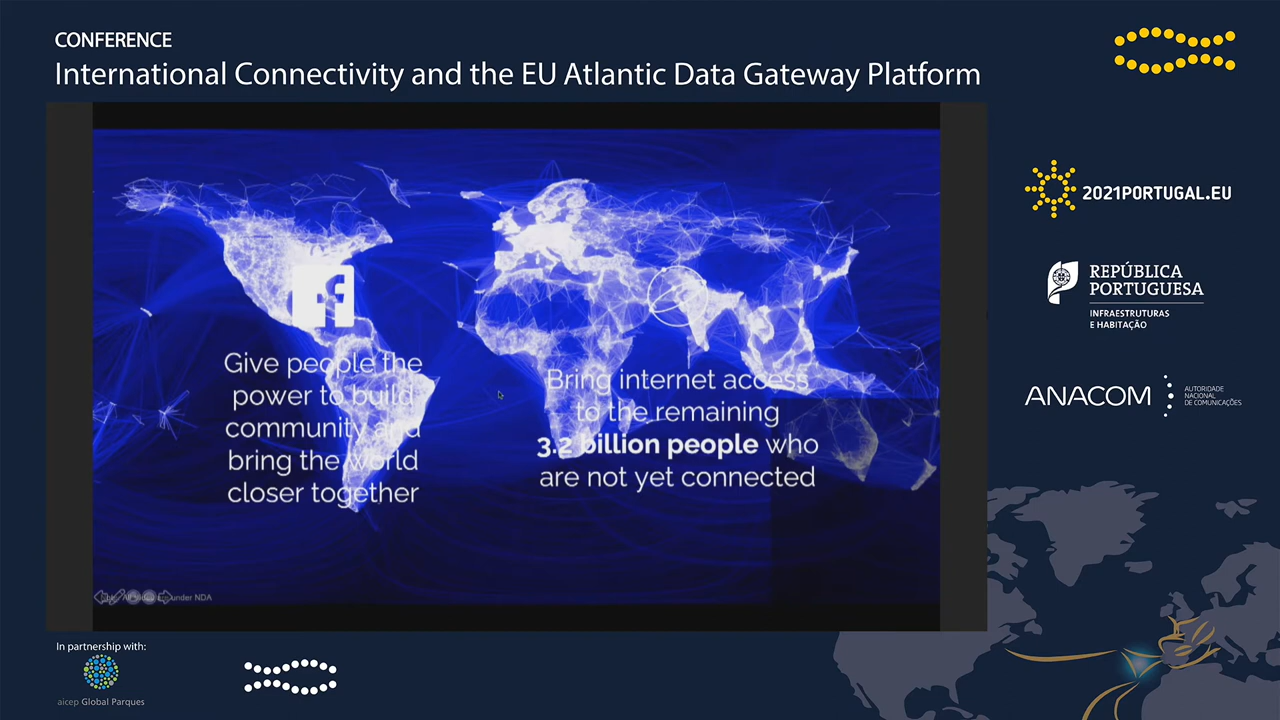 CONFERENCE
International Connectivity and the EU Atlantic Data Gateway Platform
2021PORTUGAL.EU
REPÚBLICA
PORTUGUESA
INFRAESTRUTURAS
E HABITAÇÃO
ANACOM
AUTORIDADE
NACIONAL
DE COMUNICAÇÕES
Give people the
power to build
community and
bring the world
closer together
Bring internet access
to the remaining
3.2 billion people who
are not yet connected
under NDA
In partnership with:
aicep Global Parques